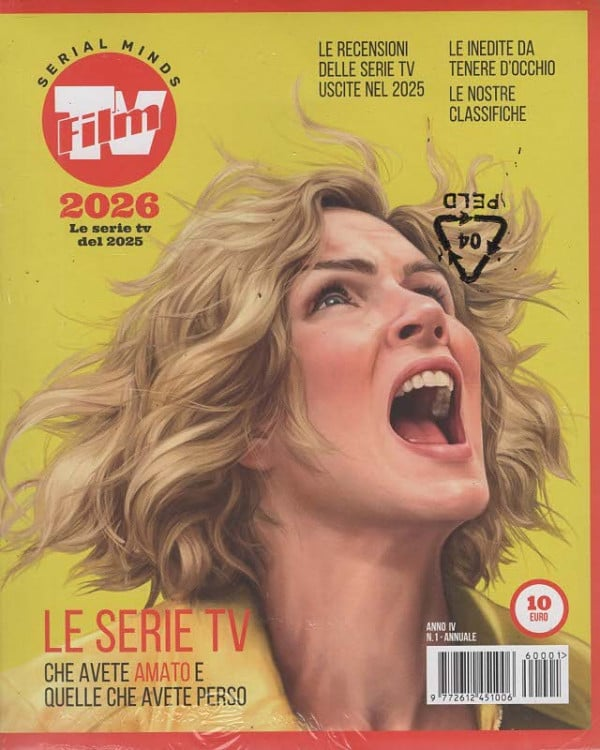 SERIAL MINDS
Film
TV
2026
Le serie tv
del 2025
LE RECENSIONI
DELLE SERIE TV
USCITE NEL 2025
LE INEDITE DA
TENERE D'OCCHIO
LE NOSTRE
CLASSIFICHE
PELD
04
LE SERIE TV
CHE AVETE AMATO E
QUELLE CHE AVETE PERSO
10
EURO
ANNO IV
N.1 - ANNUALE
60001>
9 772612 451006